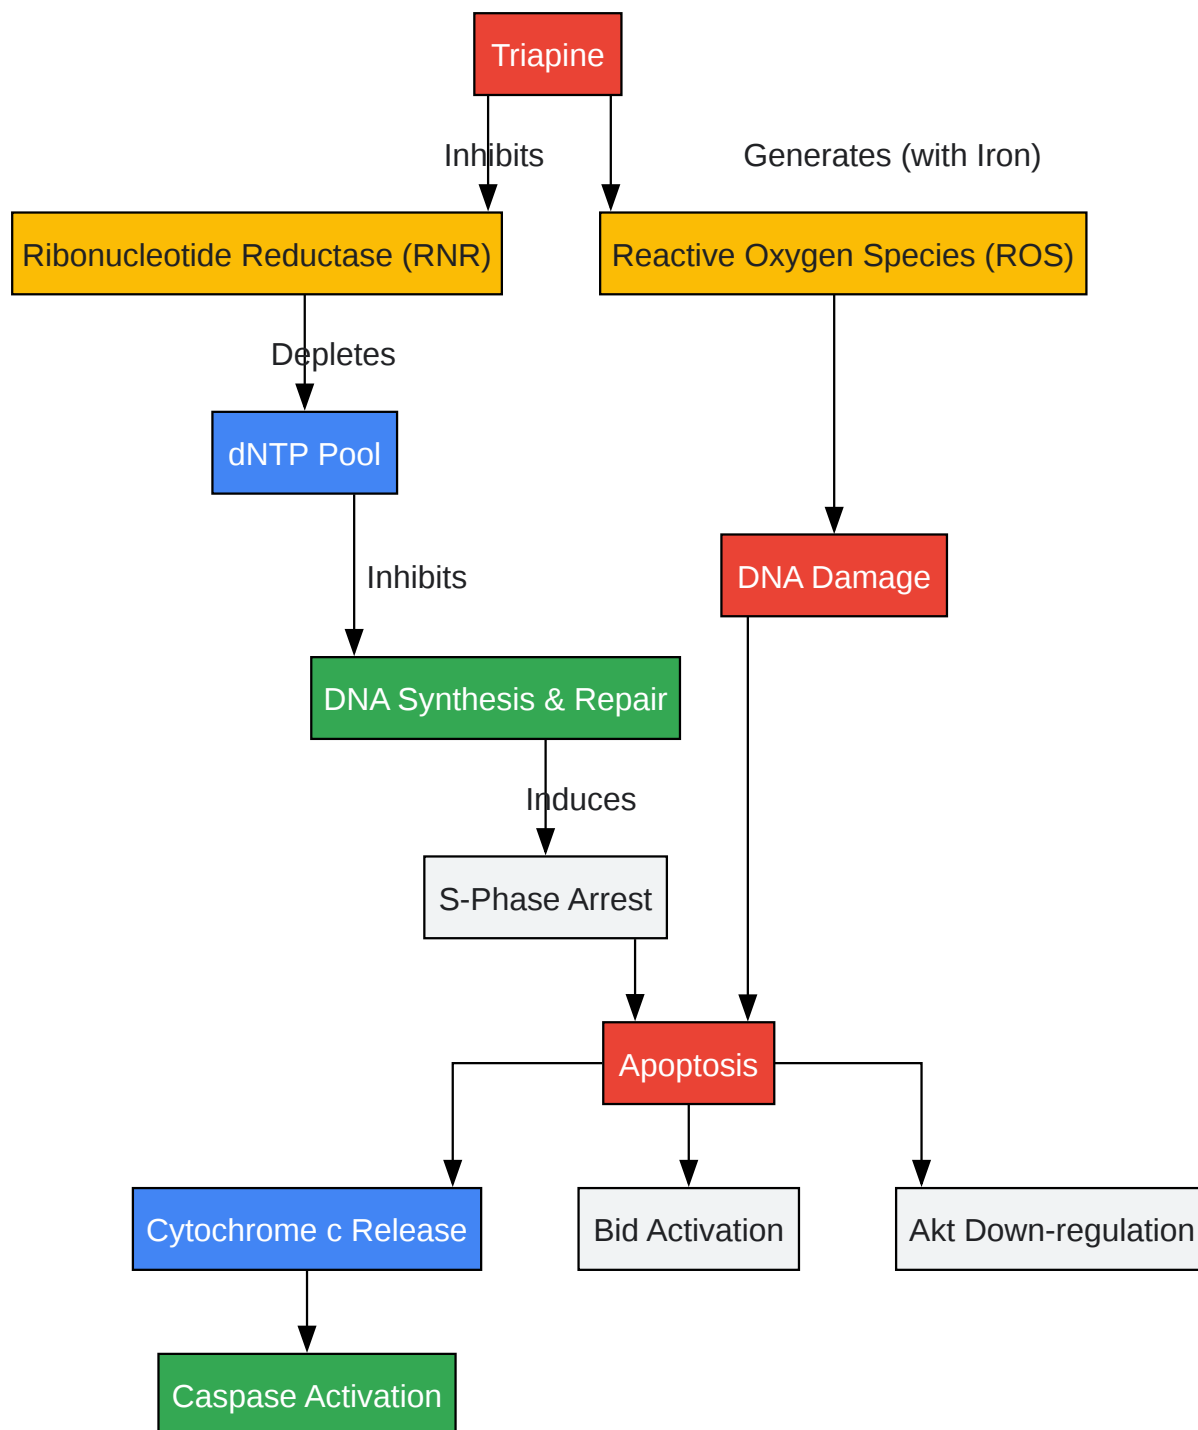 Triapine
Inhibits
Generates (with Iron)
Ribonucleotide Reductase (RNR)
Reactive Oxygen Species (ROS)
Depletes
dNTP Pool
Inhibits
DNA Damage
DNA Synthesis & Repair
Induces
S-Phase Arrest
Apoptosis
Cytochrome c Release
Bid Activation
Akt Down-regulation
Caspase Activation